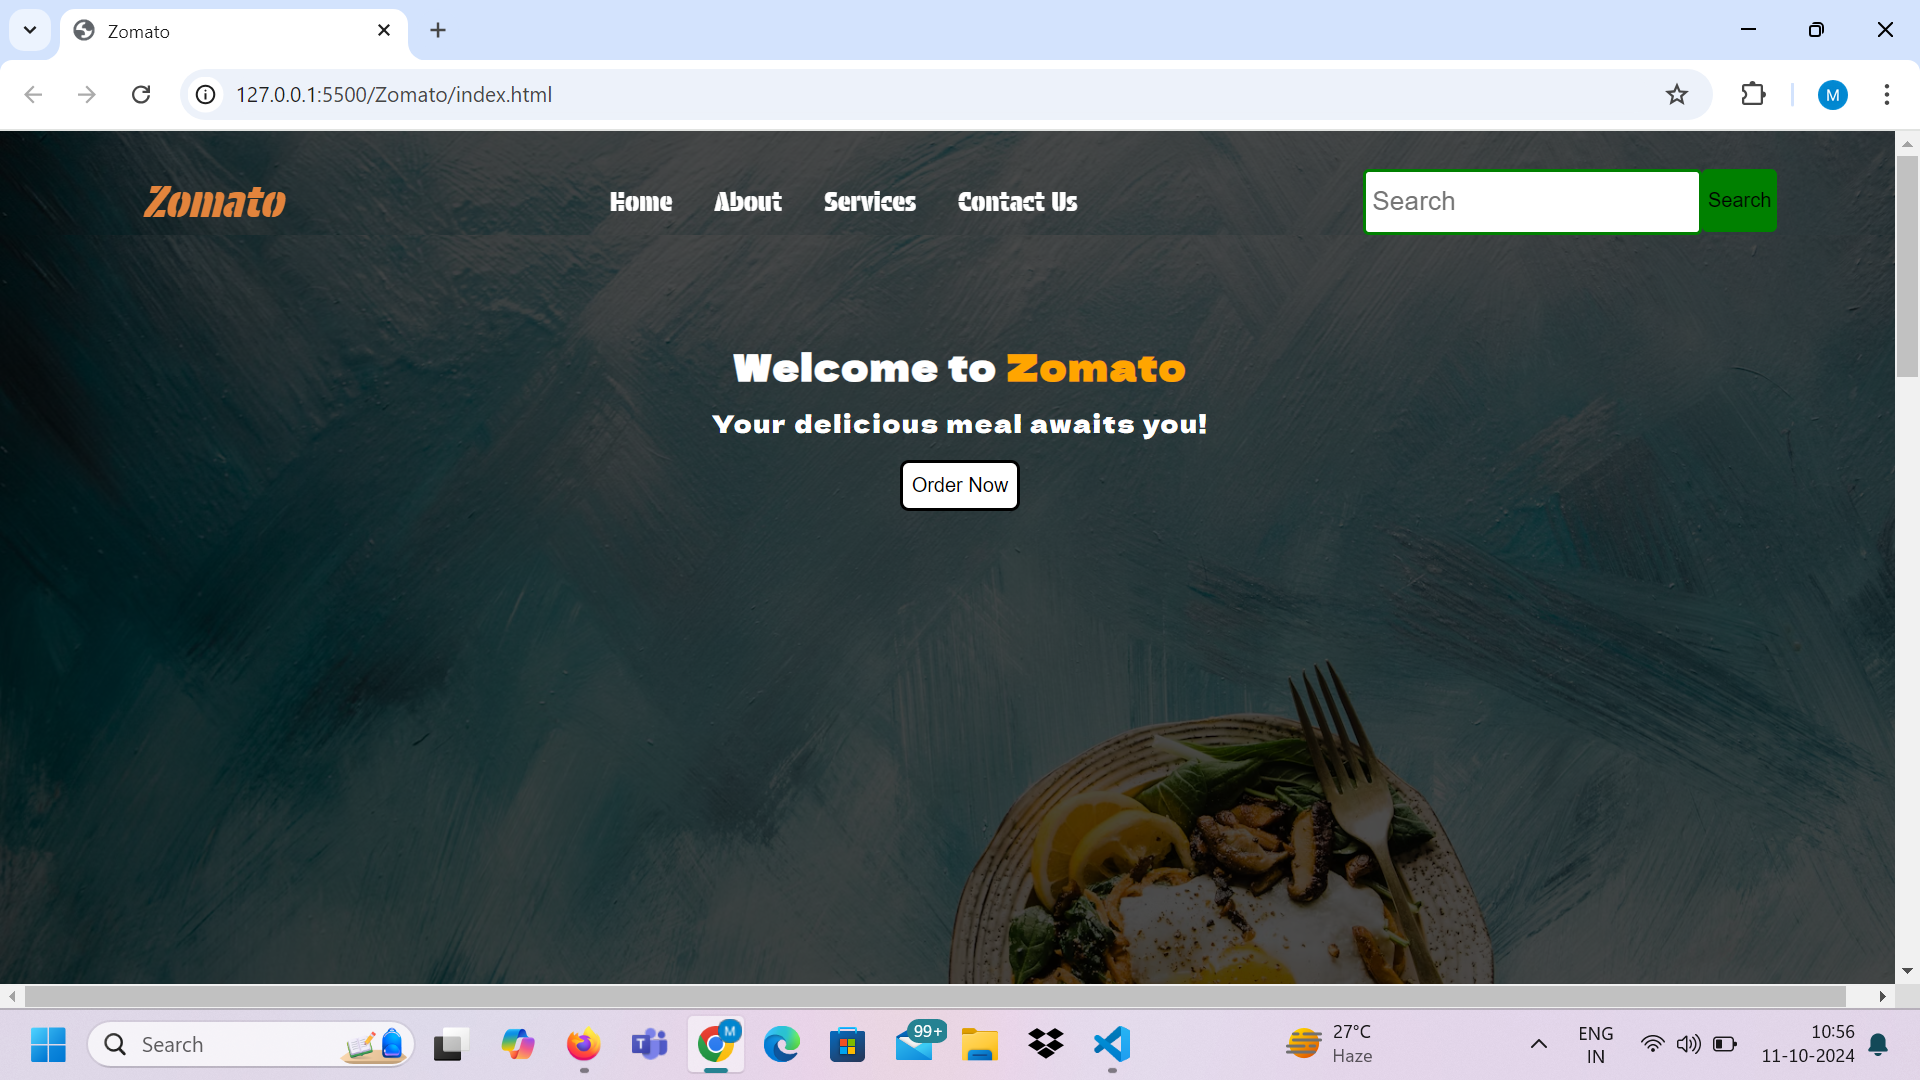 Zomato
127.0.0.1:5500/Zomato/index.html
M
Zomato
Home About Services Contact Us
Search
Search
Welcome to Zomato
Your delicious meal awaits you!
Order Now
Search
M
99+
27°C
Haze
ENG
IN
10:56
11-10-2024